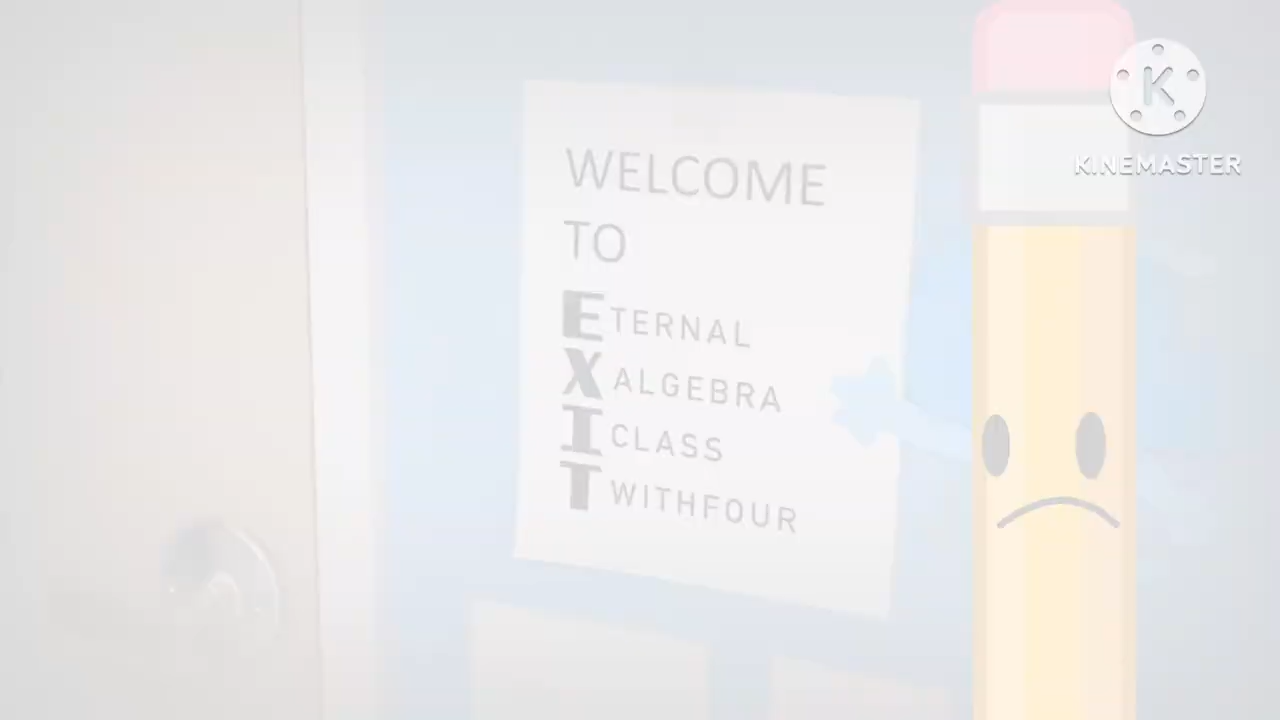 WELCOME
TO
ETERNAL
XALGEBRA
ICLASS
TWITHFOUR
K
KINEMASTER